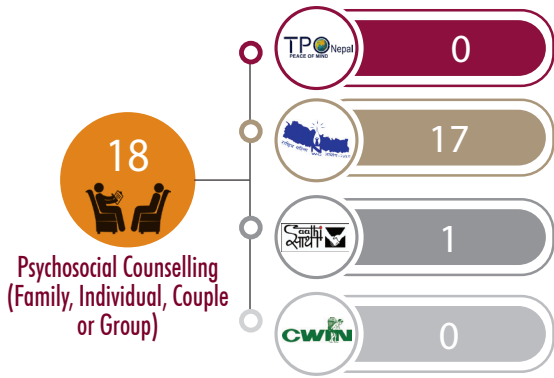 18
Psychosocial Counselling
(Family, Individual, Couple
or Group)
TPO Nepal
PEACE OF MIND
0
17
Saathi
साथी
1
CWIN
0